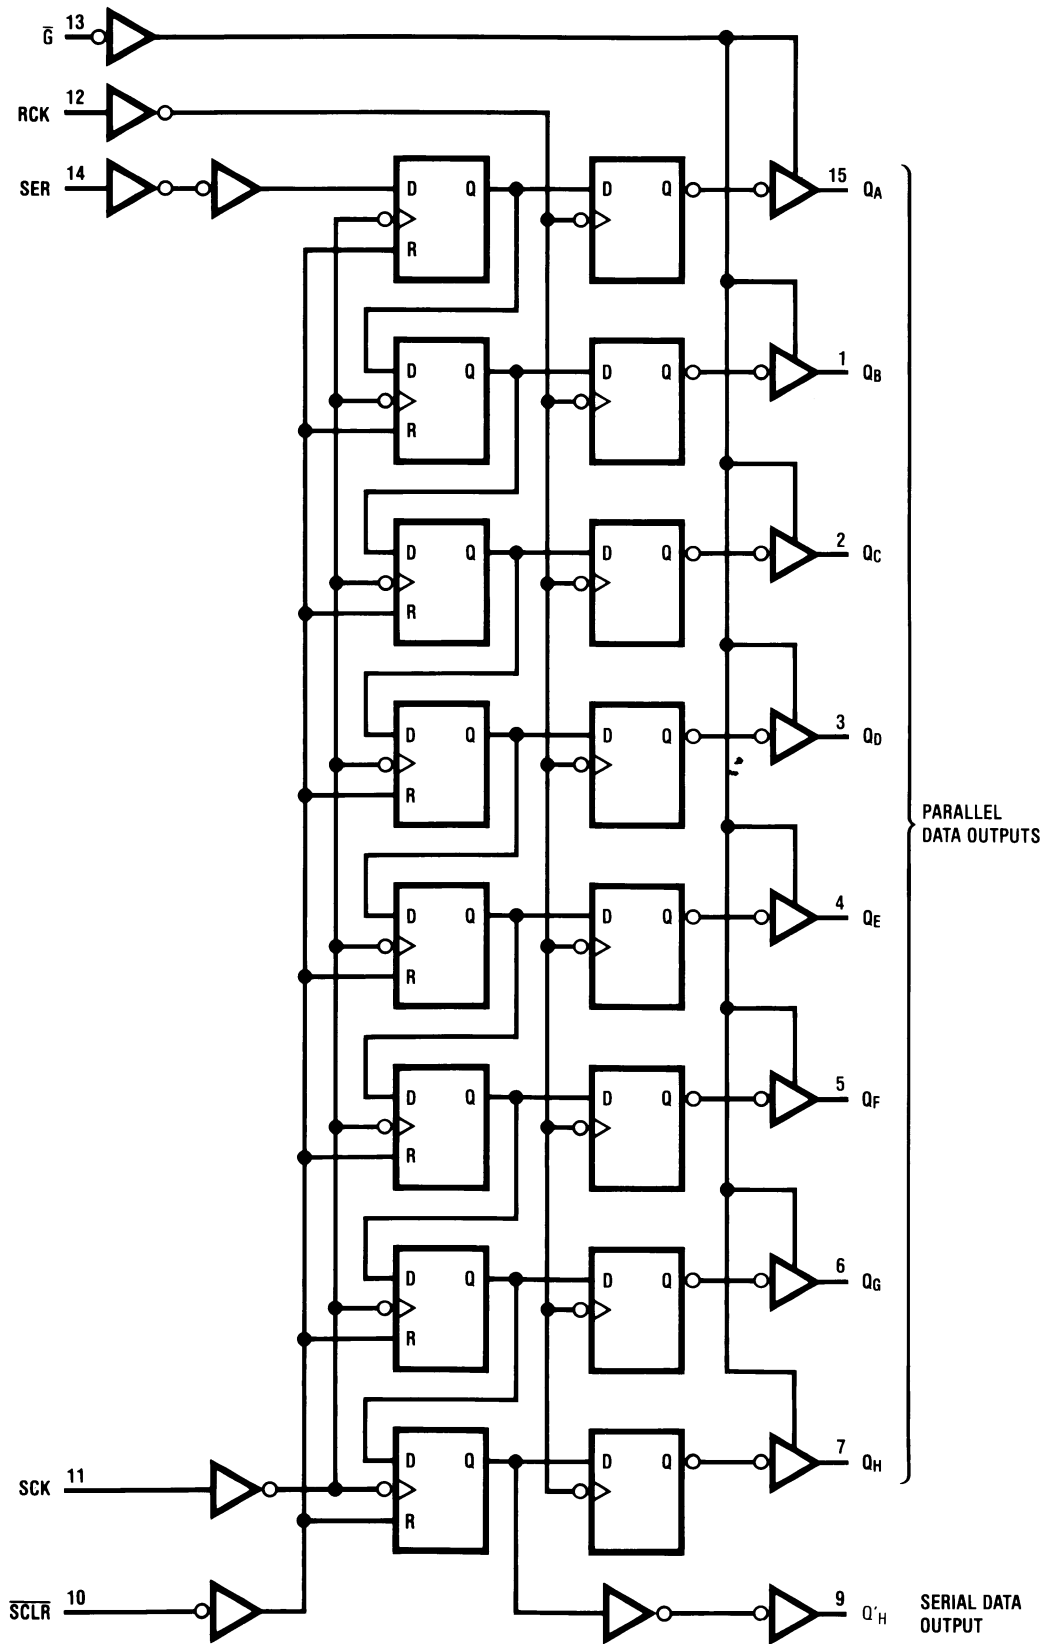 G̅ 13
RCK 12
SER 14
D Q D Q 15 QA
R
D Q D Q 1 QB
R
D Q D Q 2 QC
R
D Q D Q 3 QD
R
PARALLEL
DATA OUTPUTS
D Q D Q 4 QE
R
D Q D Q 5 QF
R
D Q D Q 6 QG
R
D Q D Q 7 QH
SCK 11
R
S̅C̅L̅R̅ 10
9 Q'H
SERIAL DATA
OUTPUT